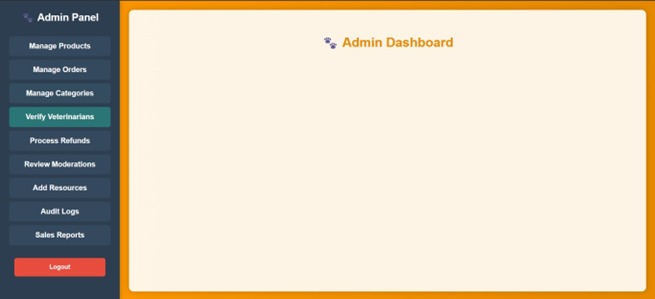 Admin Panel
Manage Products
Manage Orders
Manage Categories
Verify Veterinarians
Process Refunds
Review Moderations
Add Resources
Audit Logs
Sales Reports
Logout
Admin Dashboard